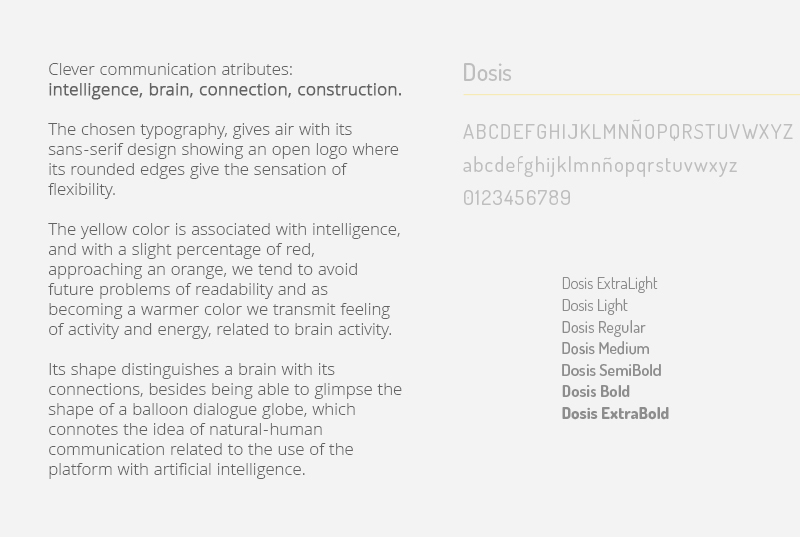 Clever communication atributes:
intelligence, brain, connection, construction.
The chosen typography, gives air with its
sans-serif design showing an open logo where
its rounded edges give the sensation of
flexibility.
The yellow color is associated with intelligence,
and with a slight percentage of red,
approaching an orange, we tend to avoid
future problems of readability and as
becoming a warmer color we transmit feeling
of activity and energy, related to brain activity.
Its shape distinguishes a brain with its
connections, besides being able to glimpse the
shape of a balloon dialogue globe, which
connotes the idea of natural-human
communication related to the use of the
platform with artificial intelligence.
Dosis
ABCDEFGHIJKLMNÑOPQRSTUVWXYZ
abcdefghijklmnñopqrstuvwxyz
0123456789
Dosis ExtraLight
Dosis Light
Dosis Regular
Dosis Medium
Dosis SemiBold
Dosis Bold
Dosis ExtraBold